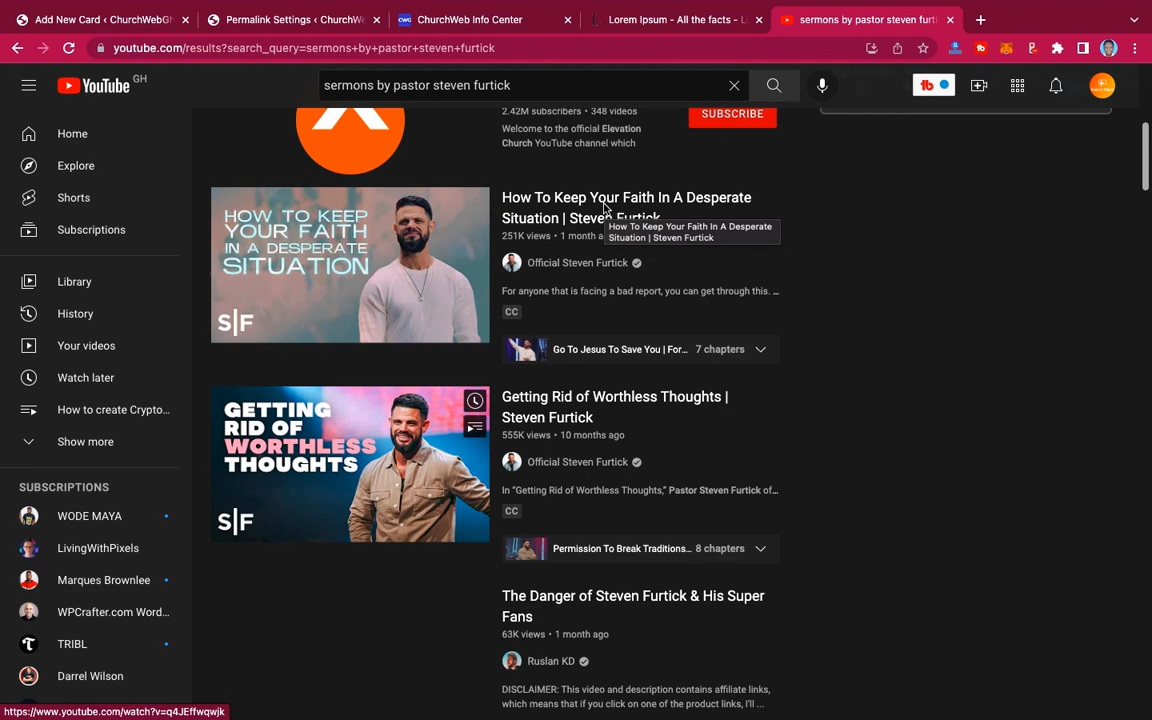 Add New Card ‹ ChurchWebGh
Permalink Settings ‹ ChurchWe
CWG
ChurchWeb Info Center
Lorem Ipsum - All the facts - Li
sermons by pastor steven furti
youtube.com/results?search_query=sermons+by+pastor+steven+furtick
YouTube GH
sermons by pastor steven furtick
Home
Explore
Shorts
Subscriptions
Library
History
Your videos
Watch later
How to create Crypto...
Show more
SUBSCRIPTIONS
WODE MAYA
LivingWithPixels
Marques Brownlee
WPCrafter.com Word...
TRIBL
Darrel Wilson
https://www.youtube.com/watch?v=q4JEffwqwjk
2.42M subscribers • 348 videos
Welcome to the official Elevation
Church YouTube channel which
SUBSCRIBE
HOW TO KEEP
YOUR FAITH
IN A DESPERATE
SITUATION
S|F
How To Keep Your Faith In A Desperate
Situation | Steven Furtick
How To Keep Your Faith In A Desperate
Situation | Steven Furtick
251K views • 1 month a
Official Steven Furtick
For anyone that is facing a bad report, you can get through this. ...
CC
Go To Jesus To Save You | For... 7 chapters
GETTING
RID OF
WORTHLESS
THOUGHTS
S|F
Getting Rid of Worthless Thoughts |
Steven Furtick
555K views • 10 months ago
Official Steven Furtick
In "Getting Rid of Worthless Thoughts," Pastor Steven Furtick of...
CC
Permission To Break Traditions... 8 chapters
The Danger of Steven Furtick & His Super
Fans
63K views • 1 month ago
Ruslan KD
DISCLAIMER: This video and description contains affiliate links,
which means that if you click on one of the product links, I'll ...